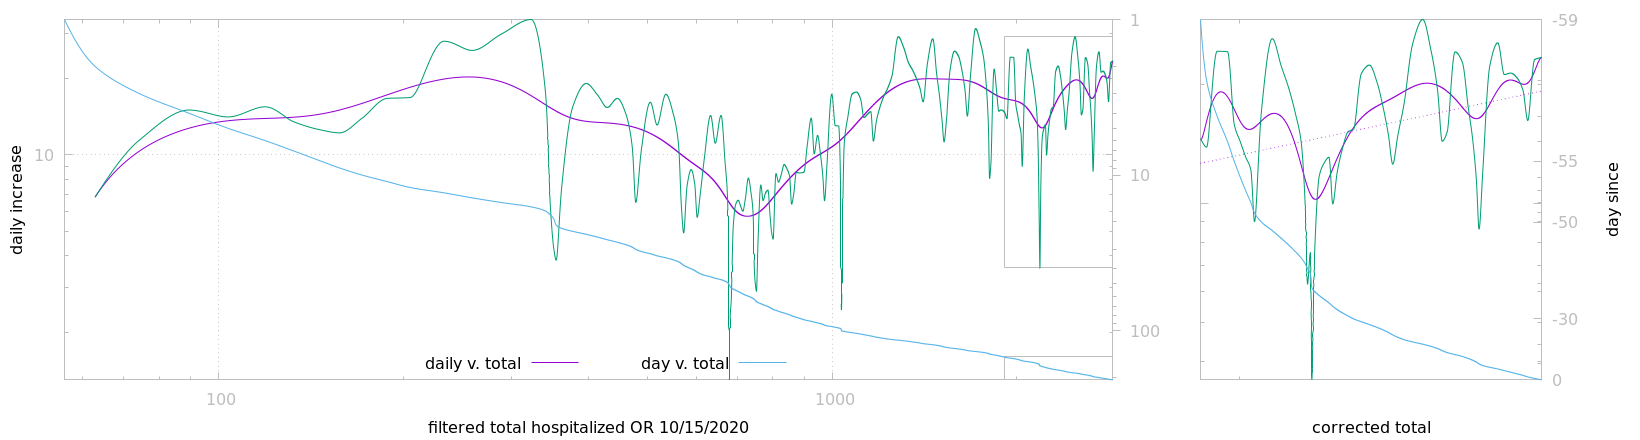 1
-59
daily increase
10
10
-55
-50
day since
-30
100
daily v. total
day v. total
0
100
1000
filtered total hospitalized OR 10/15/2020
corrected total